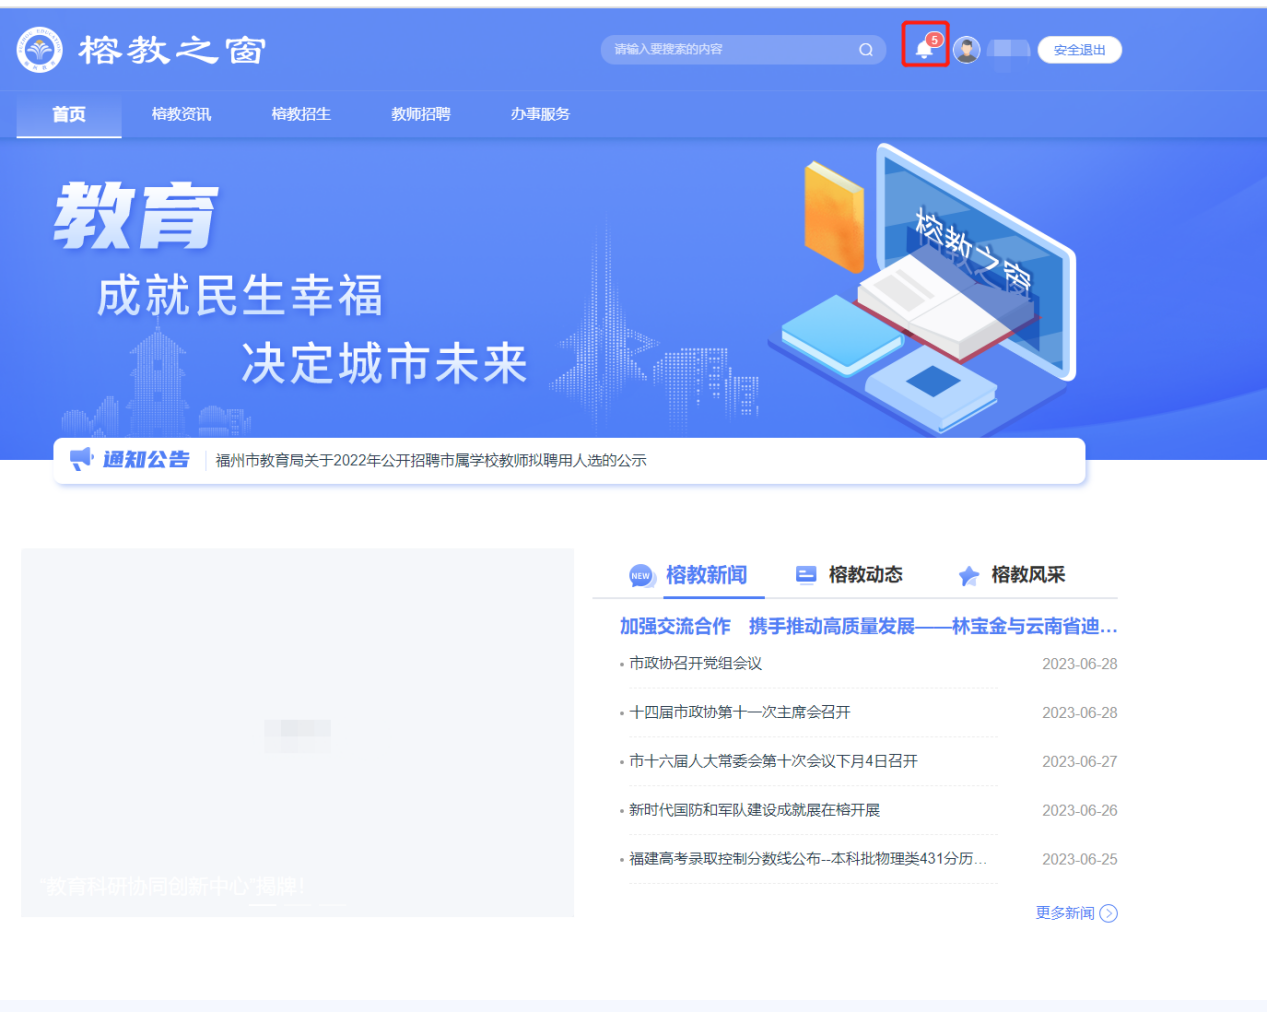 榕教之窗
请输入要搜索的内容
5
安全退出
首页
榕教资讯
榕教招生
教师招聘
办事服务
教育
成就民生幸福
决定城市未来
榕教之窗
通知公告
福州市教育局关于2022年公开招聘市属学校教师拟聘用人选的公示
NEW
榕教新闻
榕教动态
榕教风采
加强交流合作 携手推动高质量发展——林宝金与云南省迪...
市政协召开党组会议 2023-06-28
十四届市政协第十一次主席会召开 2023-06-28
市十六届人大常委会第十次会议下月4日召开 2023-06-27
新时代国防和军队建设成就展在榕开展 2023-06-26
福建高考录取控制分数线公布--本科批物理类431分历... 2023-06-25
“教育科研协同创新中心”揭牌!
更多新闻